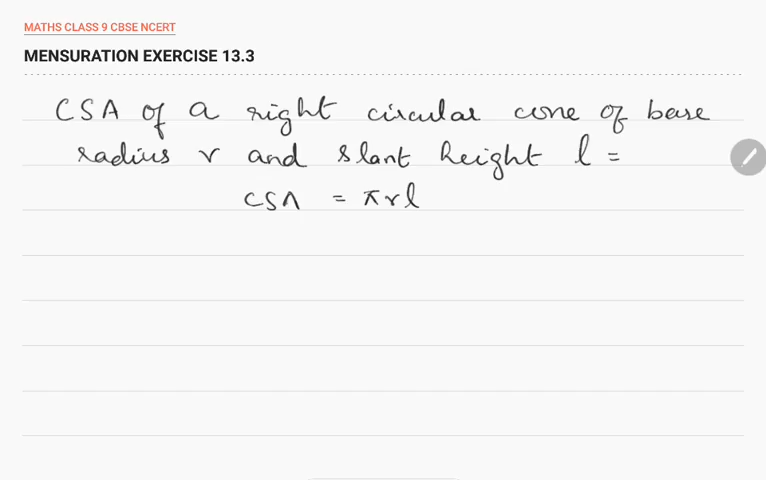 MATHS CLASS 9 CBSE NCERT
MENSURATION EXERCISE 13.3
CSA of a right circular cone of base
radius r and slant height l =
CSA = πrl